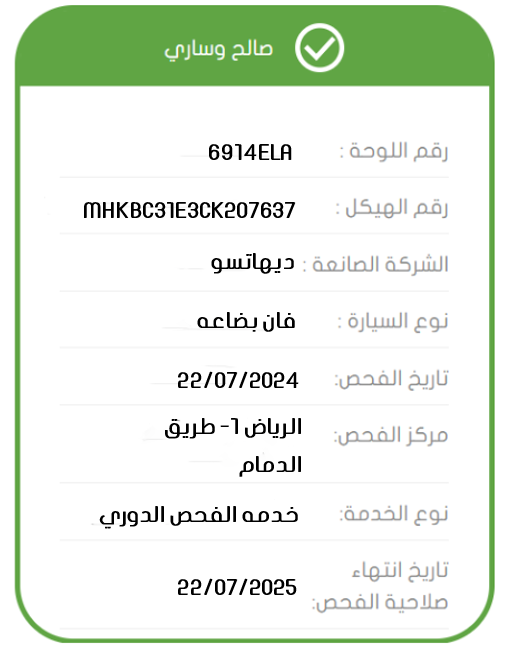 صالح وساري
رقم اللوحة : 6914ELA
رقم الهيكل : MHKBC31E3CK207637
الشركة الصانعة : ديهاتسو
نوع السيارة : فان بضاعه
تاريخ الفحص: 22/07/2024
مركز الفحص: الرياض 1- طريق
الدمام
نوع الخدمة: خدمه الفحص الدوري
تاريخ انتهاء
صلاحية الفحص: 22/07/2025